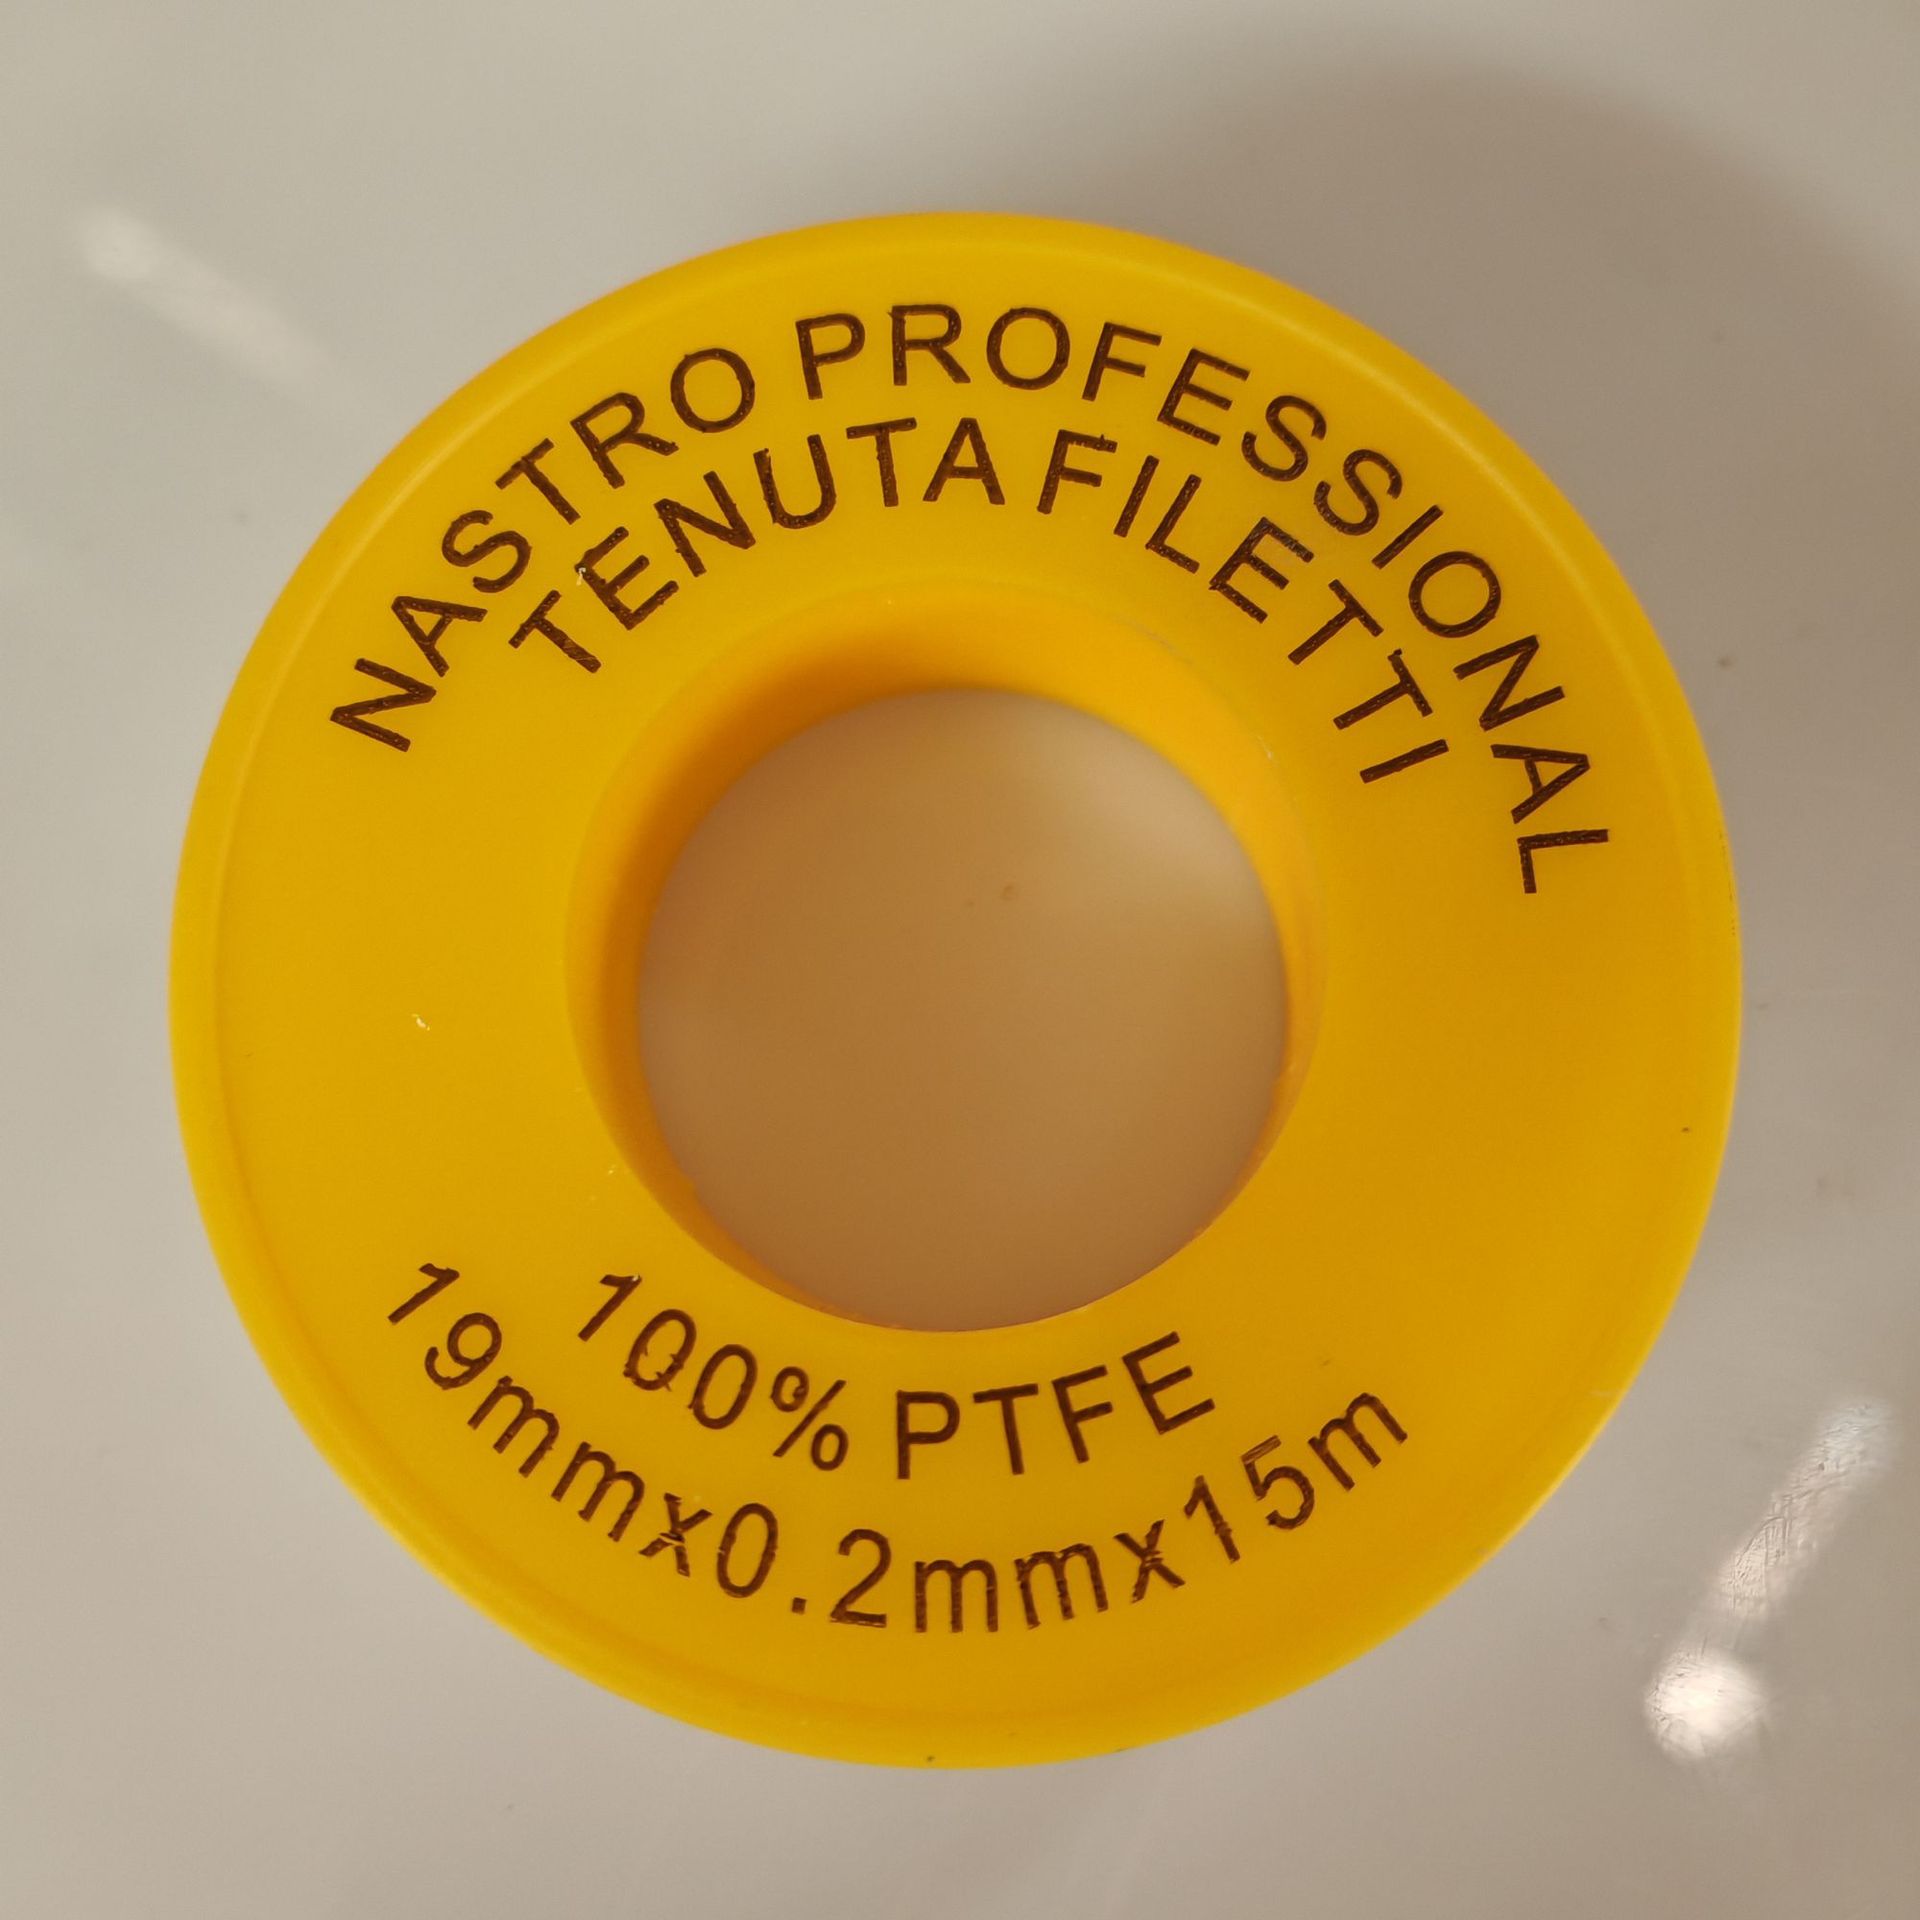 NASTRO PROFESSIONAL
TENUTA FILETTI
100% PTFE
19mmx0.2mmx15m